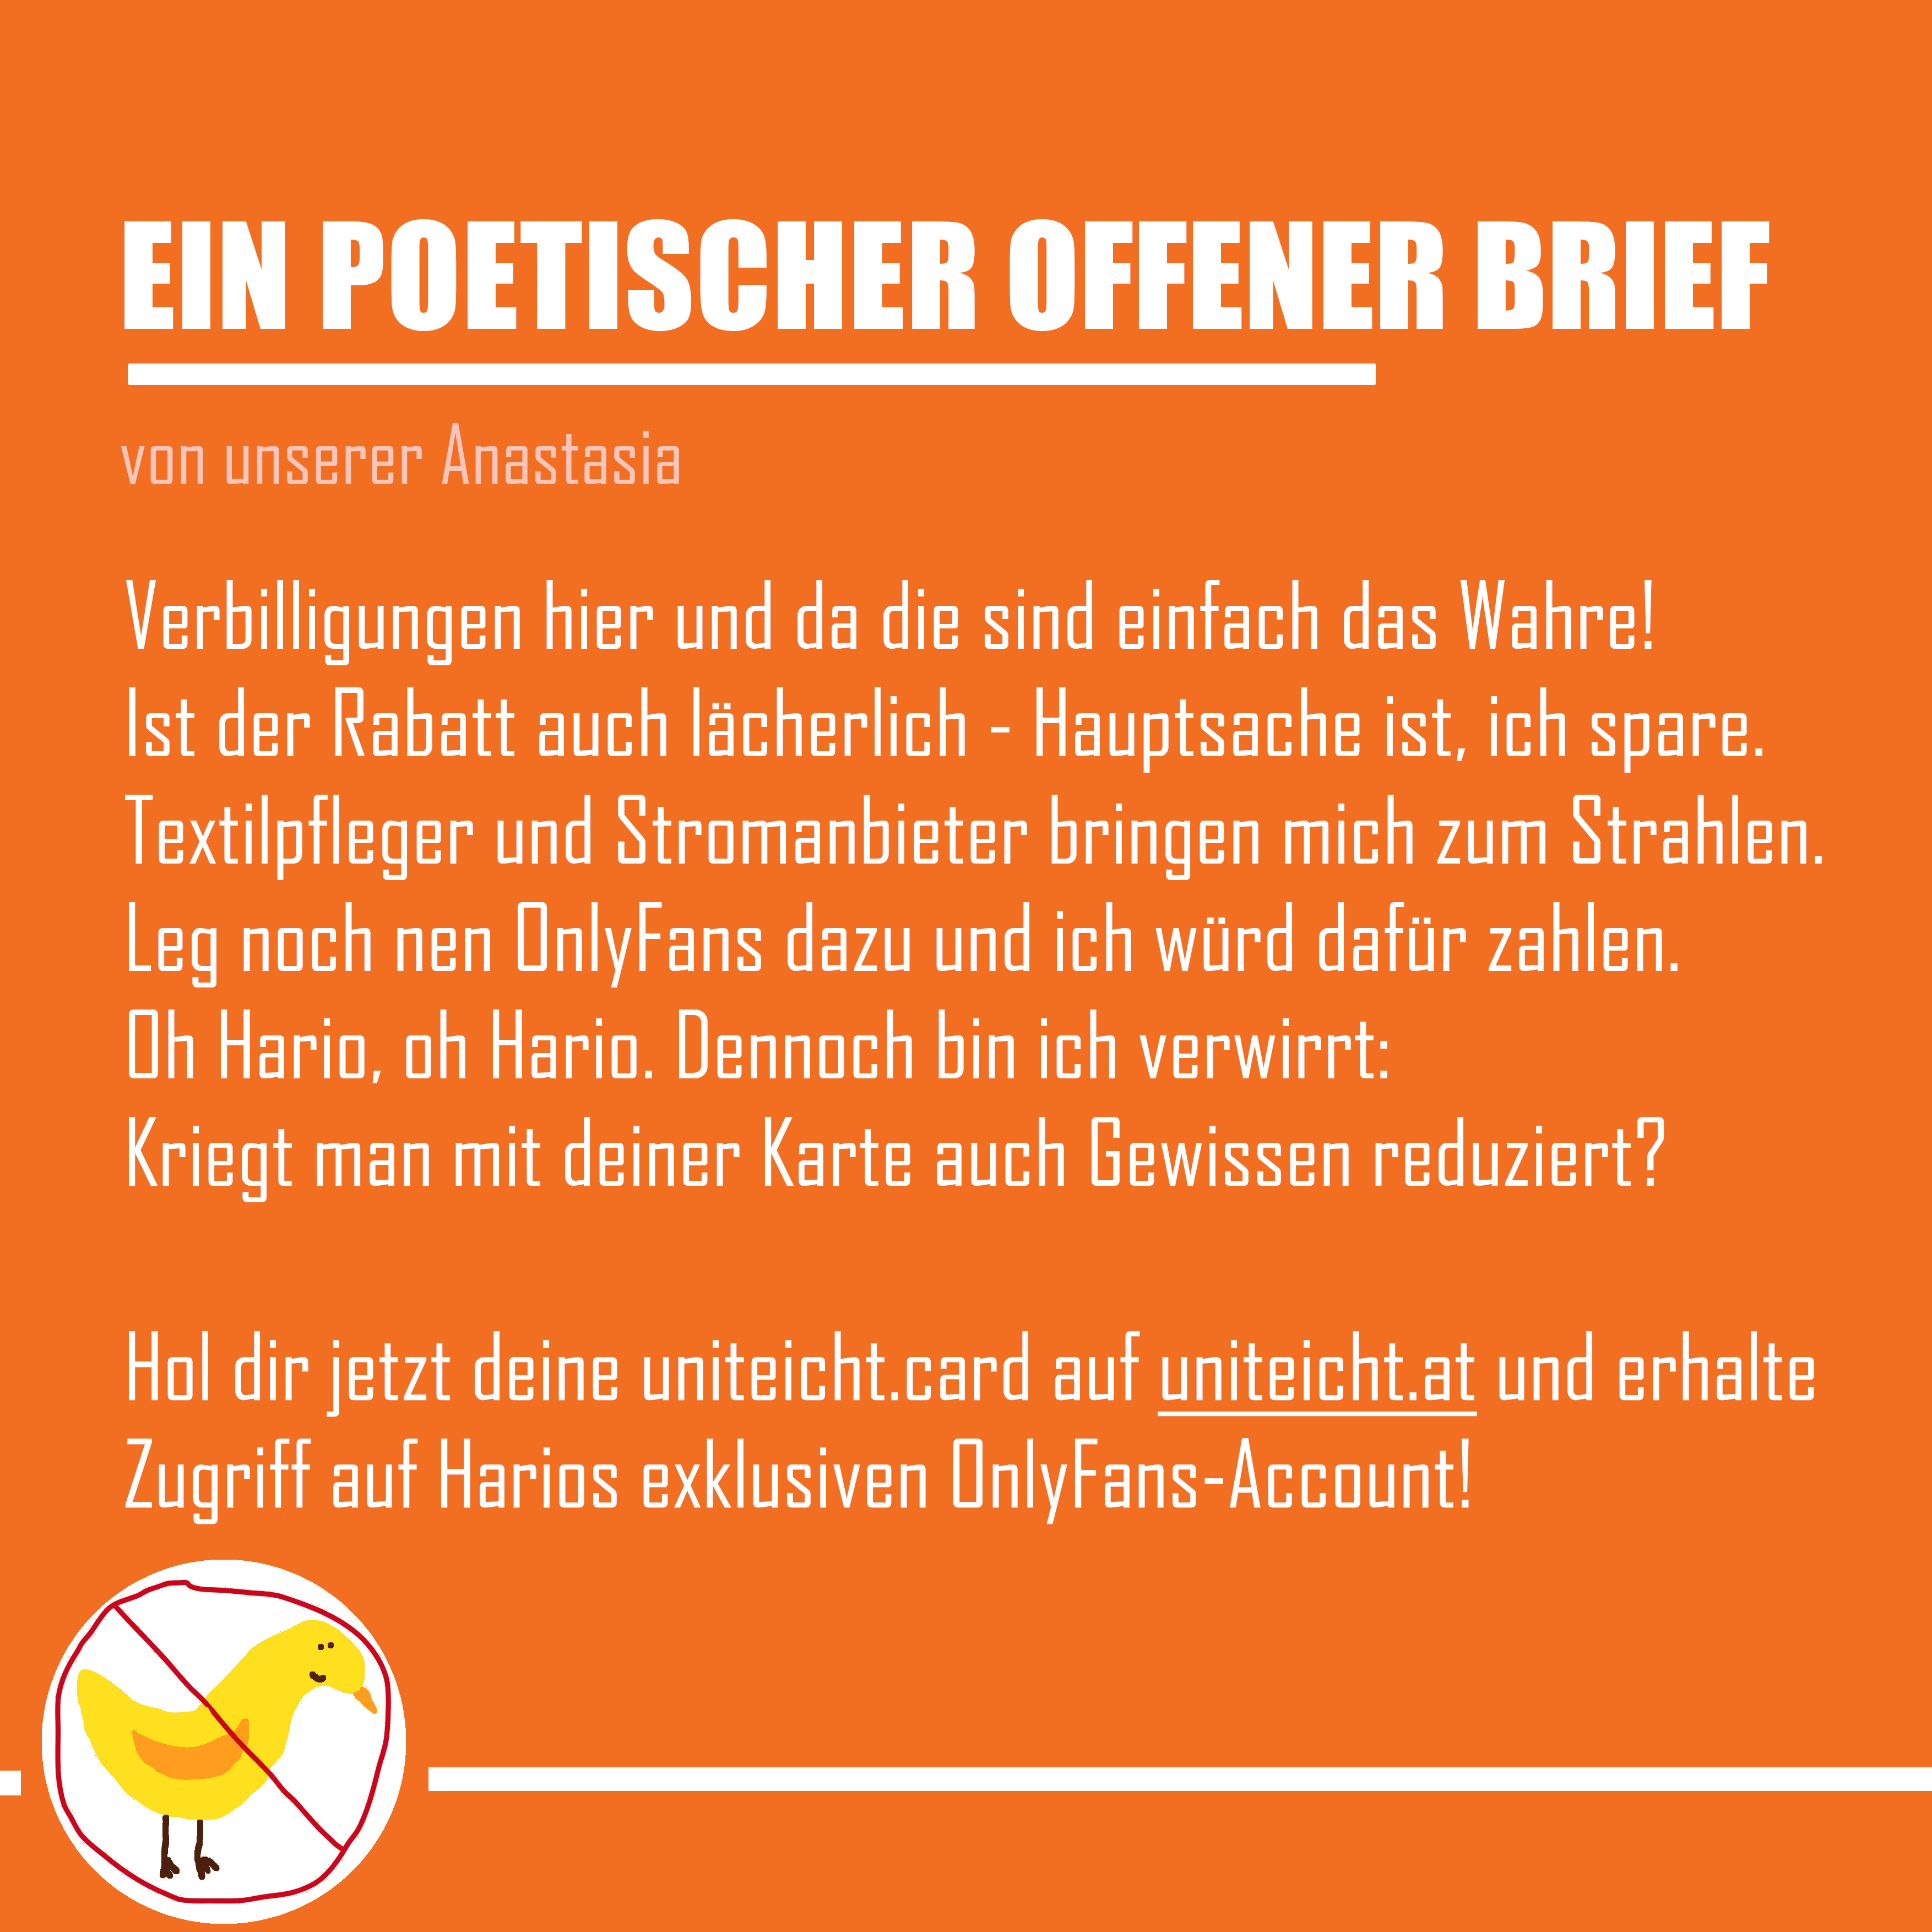 EIN POETISCHER OFFENER BRIEF
von unserer Anastasia
Verbilligungen hier und da die sind einfach das Wahre!
Ist der Rabatt auch lächerlich - Hauptsache ist, ich spare.
Textilpfleger und Stromanbieter bringen mich zum Strahlen.
Leg noch nen OnlyFans dazu und ich würd dafür zahlen.
Oh Hario, oh Hario. Dennoch bin ich verwirrt:
Kriegt man mit deiner Karte auch Gewissen reduziert?
Hol dir jetzt deine uniteicht.card auf uniteicht.at und erhalte
Zugriff auf Harios exklusiven OnlyFans-Account!